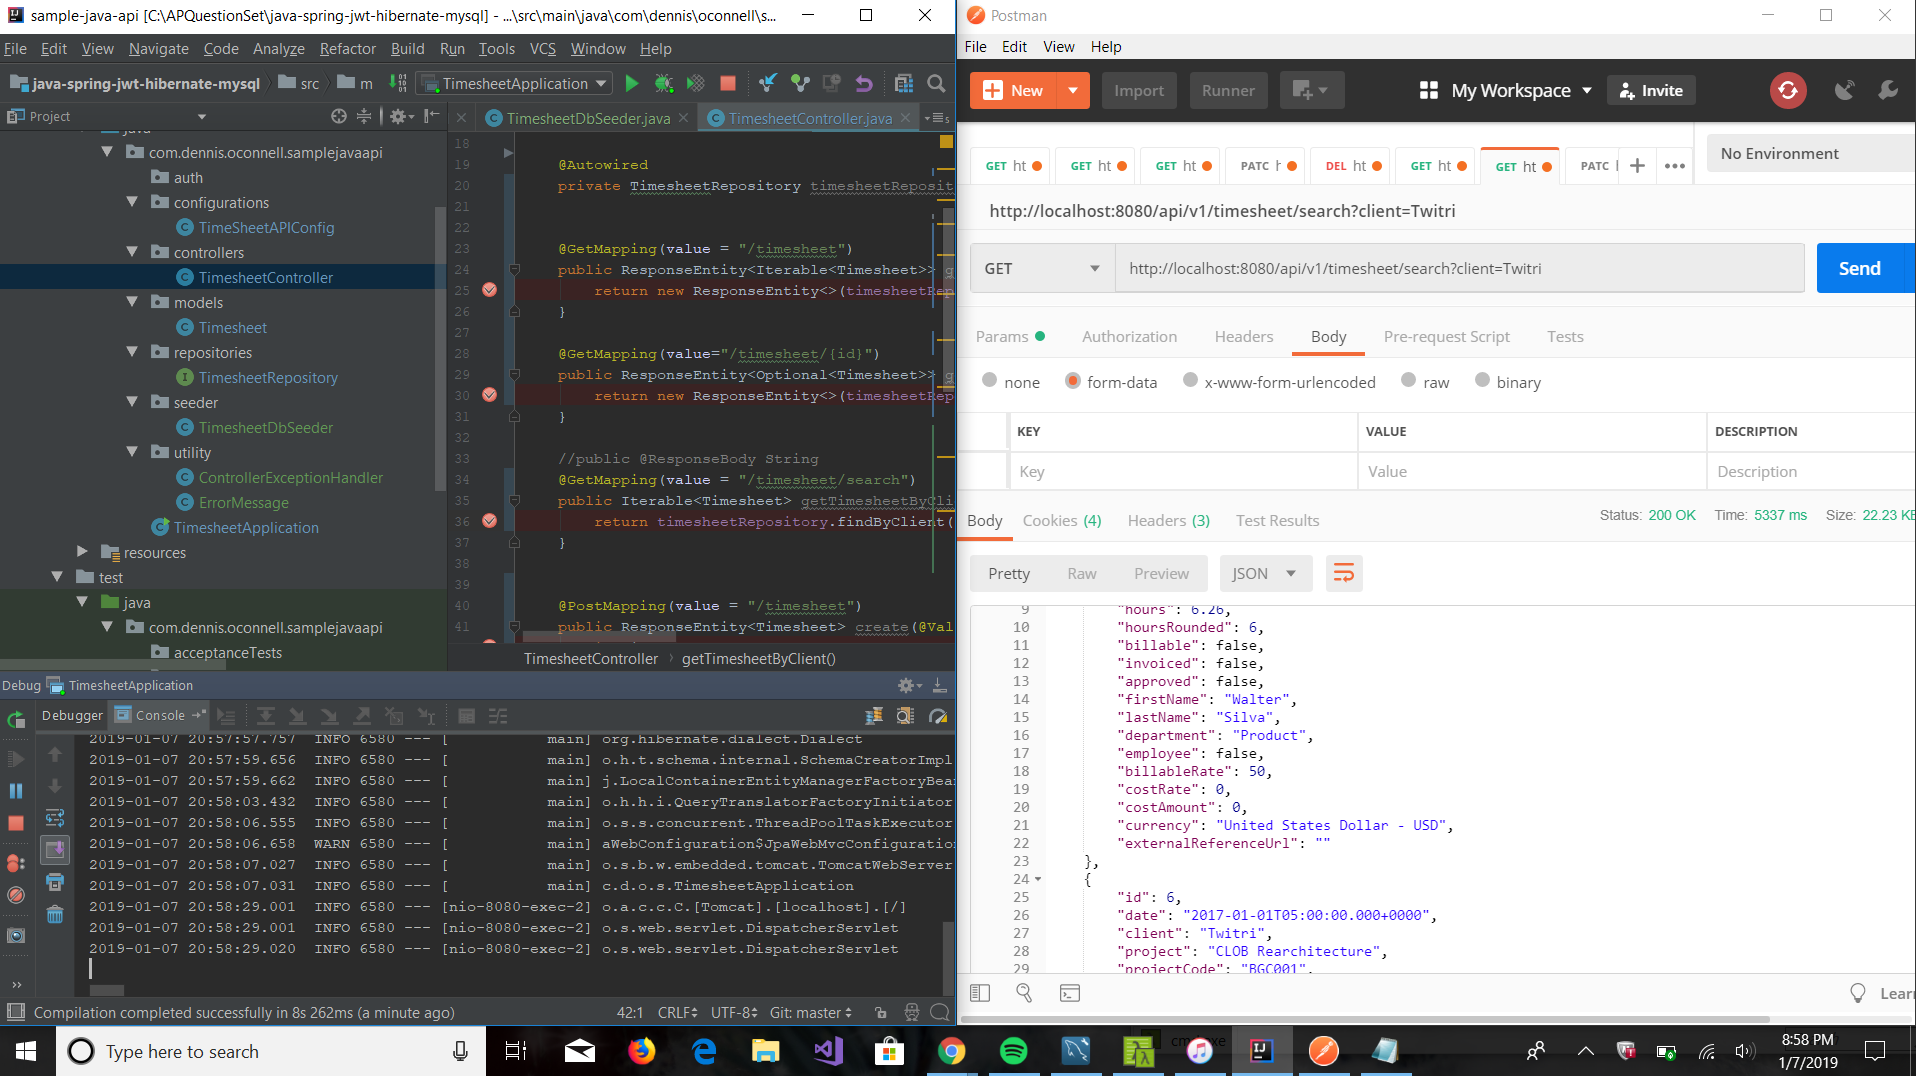 sample-java-api [C:\APQuestionSet\java-spring-jwt-hibernate-mysql] - ...\src\main\java\com\dennis\oconnell\s...
File Edit View Navigate Code Analyze Refactor Build Run Tools VCS Window Help
java-spring-jwt-hibernate-mysql src m TimesheetApplication
Project
TimesheetDbSeeder.java TimesheetController.java
java
com.dennis.oconnell.samplejavaapi
auth
configurations
TimeSheetAPIConfig
controllers
TimesheetController
models
Timesheet
repositories
TimesheetRepository
seeder
TimesheetDbSeeder
utility
ControllerExceptionHandler
ErrorMessage
TimesheetApplication
resources
test
java
com.dennis.oconnell.samplejavaapi
acceptanceTests
18
19 @Autowired
20 private TimesheetRepository timesheetReposit
21
22
23 @GetMapping(value = "/timesheet")
24 public ResponseEntity<Iterable<Timesheet>> g
25 return new ResponseEntity<>(timesheetRep
26 }
27
28 @GetMapping(value="/timesheet/{id}")
29 public ResponseEntity<Optional<Timesheet>> g
30 return new ResponseEntity<>(timesheetRep
31 }
32
33 //public @ResponseBody String
34 @GetMapping(value = "/timesheet/search")
35 public Iterable<Timesheet> getTimesheetByCli
36 return timesheetRepository.findByClient(
37 }
38
39
40 @PostMapping(value = "/timesheet")
41 public ResponseEntity<Timesheet> create(@Val
TimesheetController › getTimesheetByClient()
Debug TimesheetApplication
Debugger Console
2019-01-07 20:57:57.757 INFO 6580 --- [ main] org.hibernate.dialect.Dialect
2019-01-07 20:57:59.656 INFO 6580 --- [ main] o.h.t.schema.internal.SchemaCreatorImpl
2019-01-07 20:57:59.662 INFO 6580 --- [ main] j.LocalContainerEntityManagerFactoryBea
2019-01-07 20:58:03.432 INFO 6580 --- [ main] o.h.h.i.QueryTranslatorFactoryInitiator
2019-01-07 20:58:06.555 INFO 6580 --- [ main] o.s.s.concurrent.ThreadPoolTaskExecutor
2019-01-07 20:58:06.658 WARN 6580 --- [ main] aWebConfiguration$JpaWebMvcConfiguration
2019-01-07 20:58:07.027 INFO 6580 --- [ main] o.s.b.w.embedded.tomcat.TomcatWebServer
2019-01-07 20:58:07.031 INFO 6580 --- [ main] c.d.o.s.TimesheetApplication
2019-01-07 20:58:29.001 INFO 6580 --- [nio-8080-exec-2] o.a.c.c.C.[Tomcat].[localhost].[/]
2019-01-07 20:58:29.001 INFO 6580 --- [nio-8080-exec-2] o.s.web.servlet.DispatcherServlet
2019-01-07 20:58:29.020 INFO 6580 --- [nio-8080-exec-2] o.s.web.servlet.DispatcherServlet
Compilation completed successfully in 8s 262ms (a minute ago) 42:1 CRLF UTF-8 Git: master
Postman
File Edit View Help
New Import Runner My Workspace Invite
GET ht GET ht GET ht PATC h DEL ht GET ht GET ht PATC
No Environment
http://localhost:8080/api/v1/timesheet/search?client=Twitri
GET http://localhost:8080/api/v1/timesheet/search?client=Twitri Send
Params Authorization Headers Body Pre-request Script Tests
none form-data x-www-form-urlencoded raw binary
KEY VALUE DESCRIPTION
Key Value Description
Body Cookies (4) Headers (3) Test Results Status: 200 OK Time: 5337 ms Size: 22.23 KB
Pretty Raw Preview JSON
9 "hours": 6.26,
10 "hoursRounded": 6,
11 "billable": false,
12 "invoiced": false,
13 "approved": false,
14 "firstName": "Walter",
15 "lastName": "Silva",
16 "department": "Product",
17 "employee": false,
18 "billableRate": 50,
19 "costRate": 0,
20 "costAmount": 0,
21 "currency": "United States Dollar - USD",
22 "externalReferenceUrl": ""
23 },
24 {
25 "id": 6,
26 "date": "2017-01-01T05:00:00.000+0000",
27 "client": "Twitri",
28 "project": "CLOB Rearchitecture",
29 "projectCode": "BGC001",
Lear
Type here to search
8:58 PM
1/7/2019